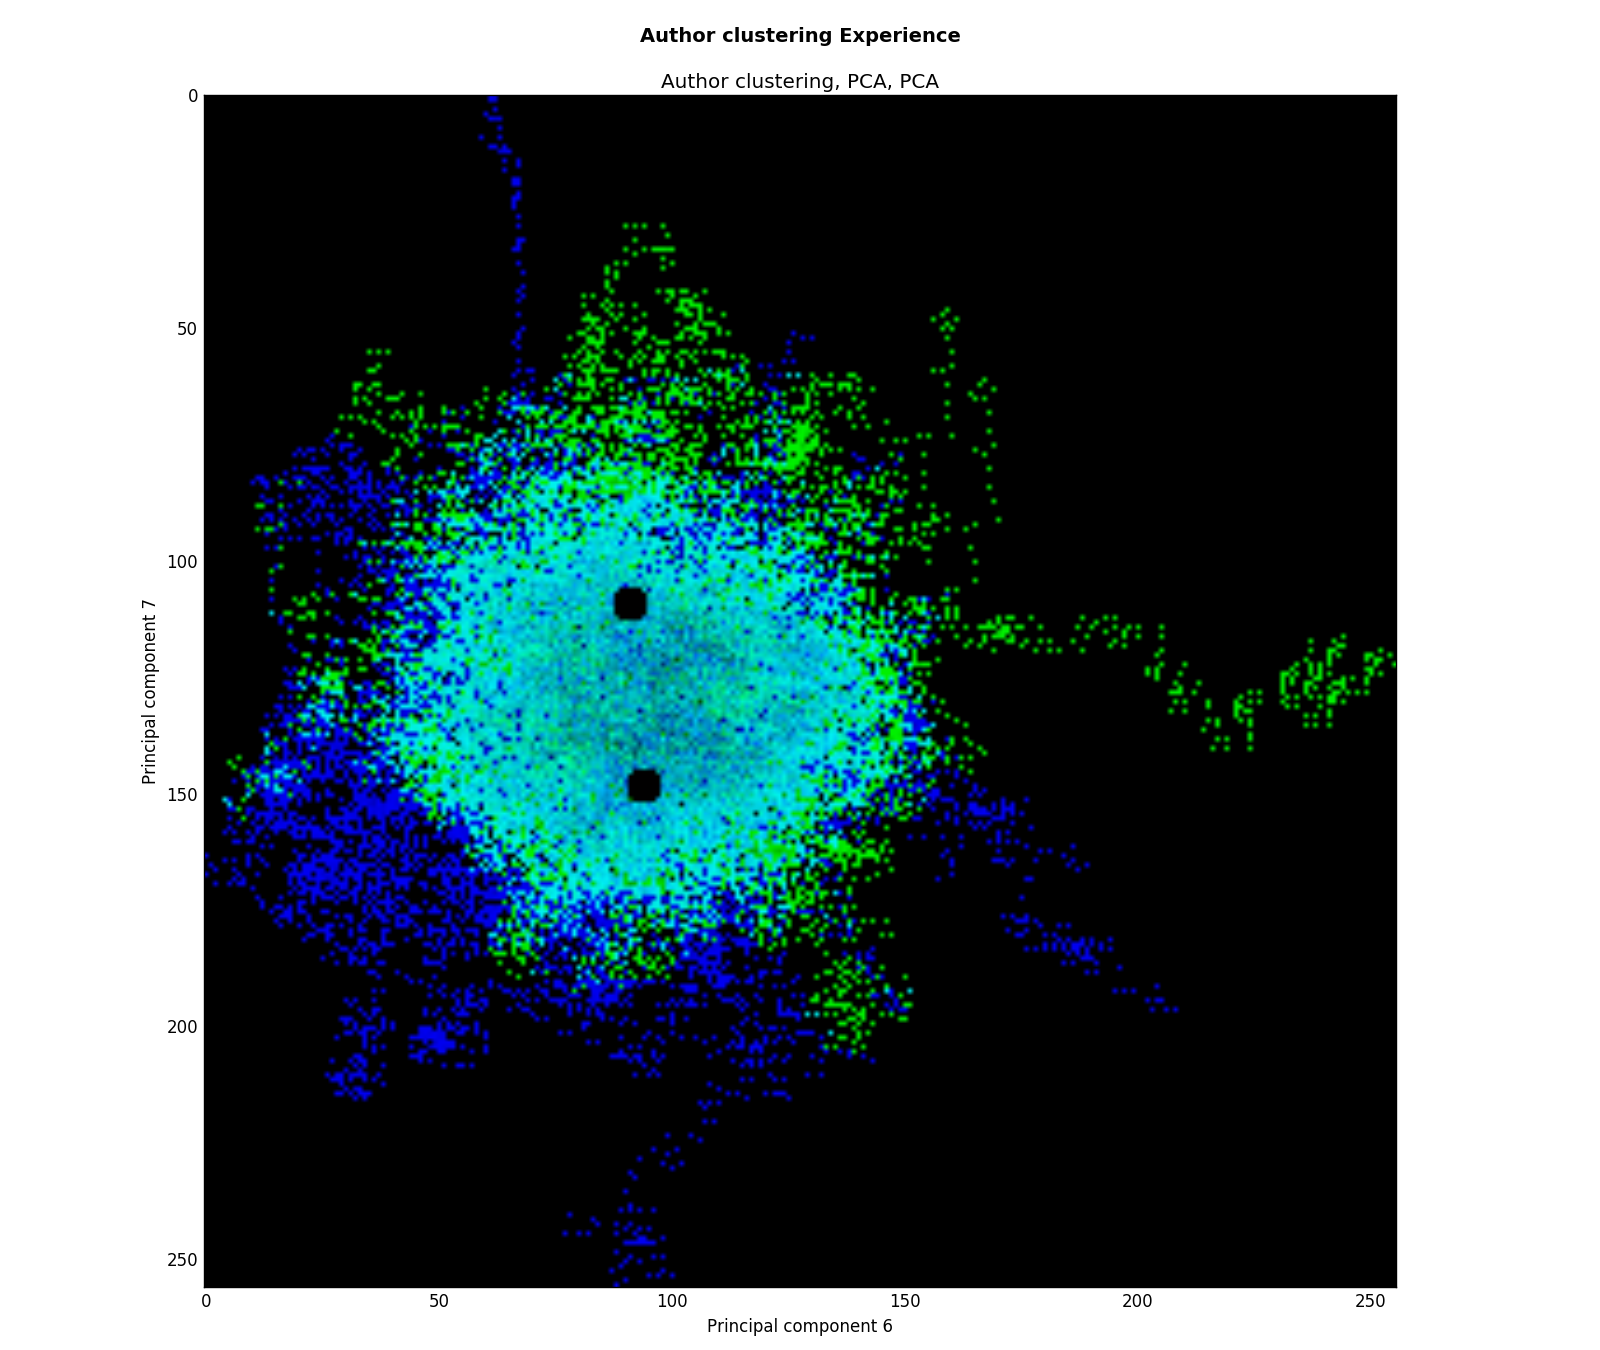 Author clustering Experience
Author clustering, PCA, PCA
0
50
100
150
200
250
Principal component 7
0 50 100 150 200 250
Principal component 6